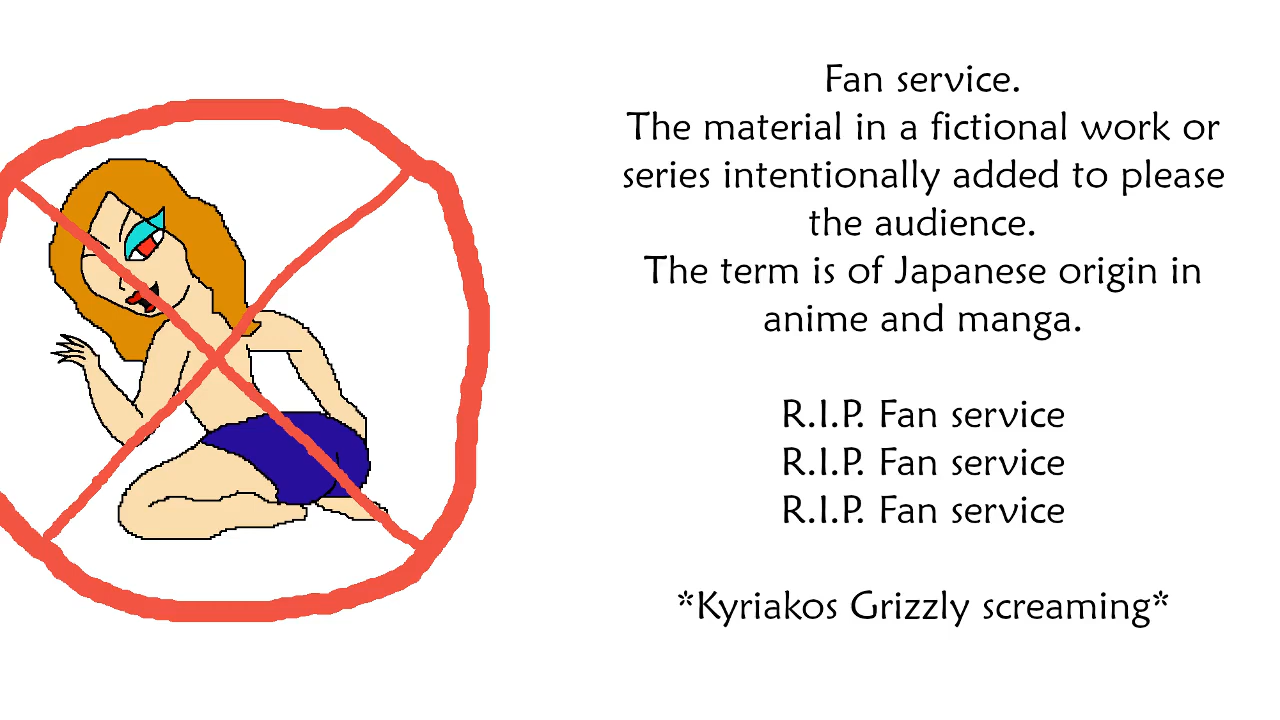 Fan service.
The material in a fictional work or
series intentionally added to please
the audience.
The term is of Japanese origin in
anime and manga.
R.I.P. Fan service
R.I.P. Fan service
R.I.P. Fan service
*Kyriakos Grizzly screaming*